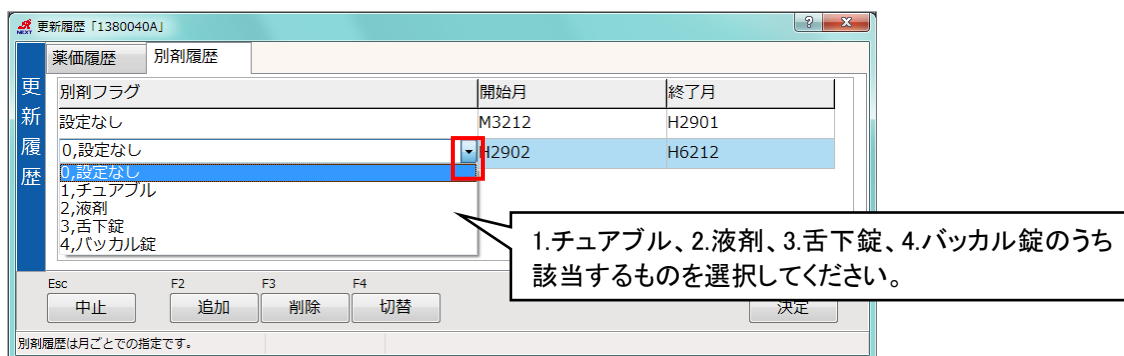 NEXT 更新履歴「1380040A」
薬価履歴 別剤履歴
更新履歴
別剤フラグ 開始月 終了月
設定なし M3212 H2901
0,設定なし H2902 H6212
0,設定なし
1,チュアブル
2,液剤
3,舌下錠
4,バッカル錠
1.チュアブル、2.液剤、3.舌下錠、4.バッカル錠のうち
該当するものを選択してください。
Esc F2 F3 F4
中止 追加 削除 切替 決定
別剤履歴は月ごとでの指定です。